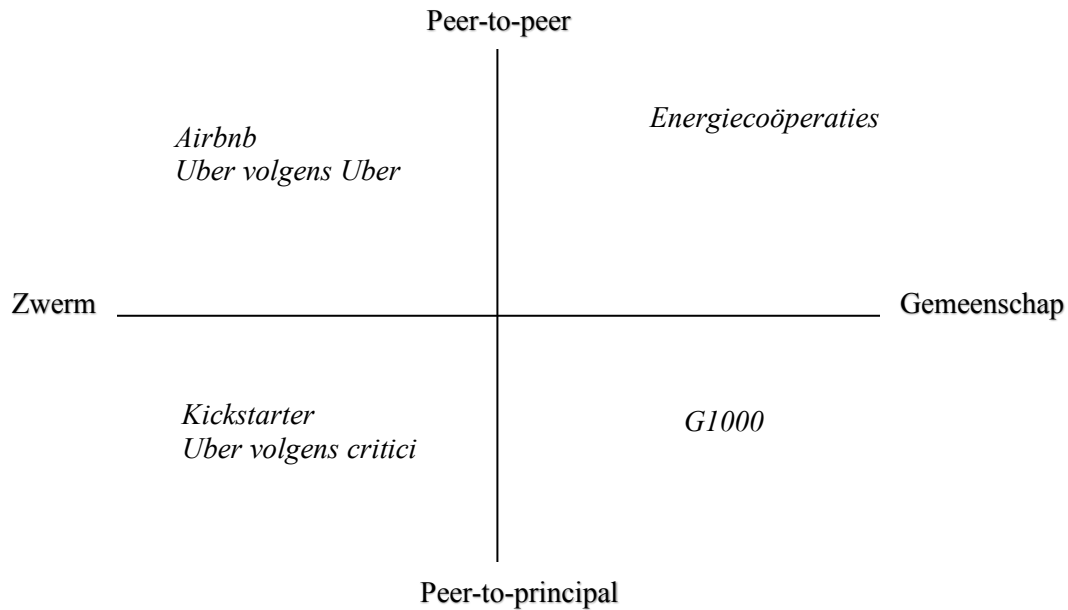 Peer-to-peer
Energiecoöperaties
Airbnb
Uber volgens Uber
Zwerm
Gemeenschap
Kickstarter
Uber volgens critici
G1000
Peer-to-principal